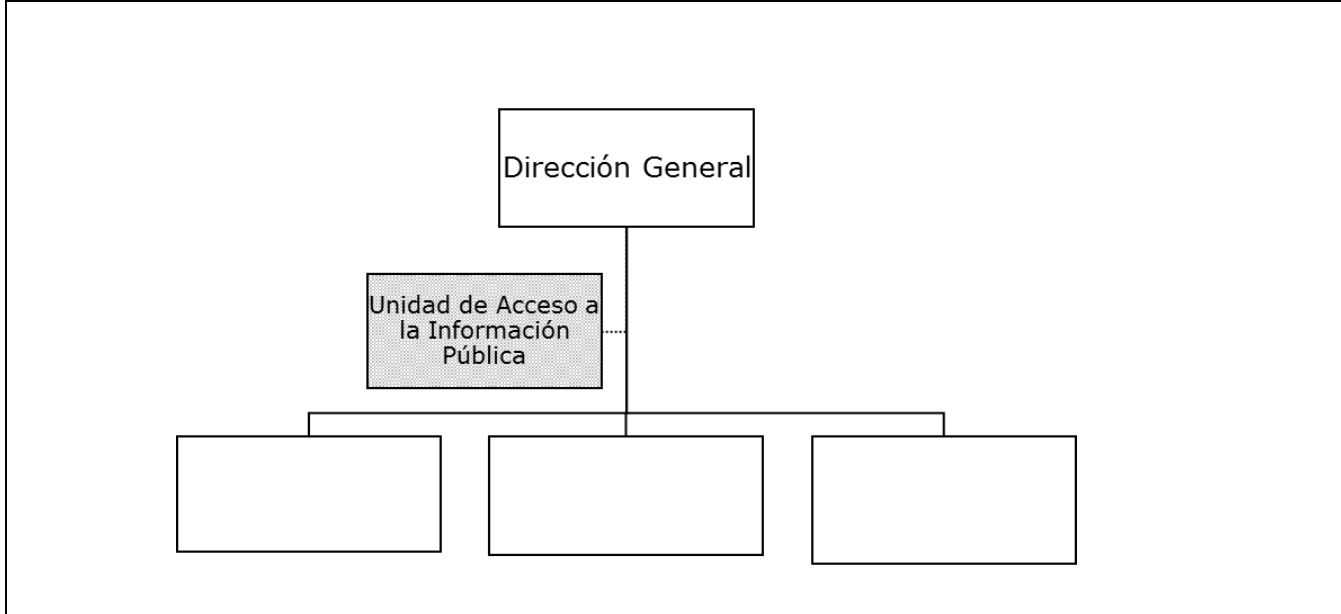 Dirección General
Unidad de Acceso a
la Información
Pública